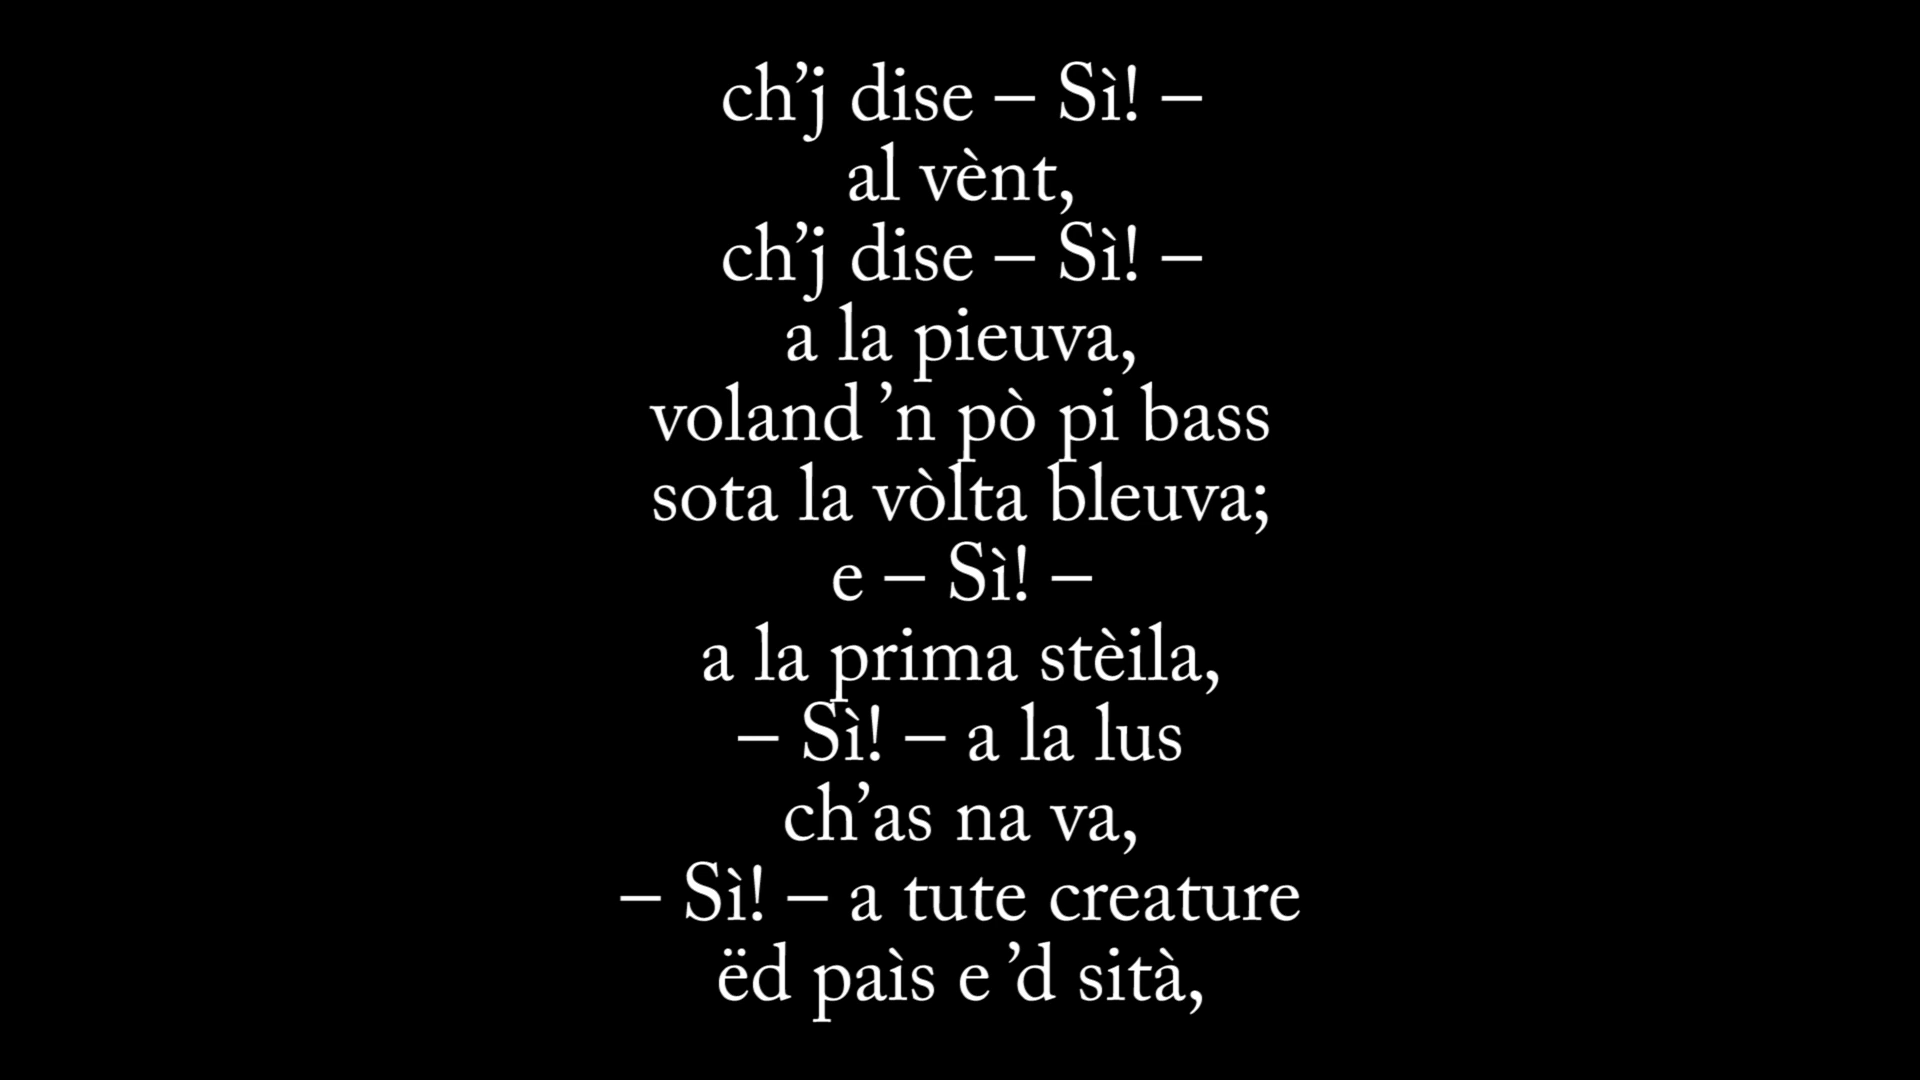 ch’j dise – Sì! –
al vènt,
ch’j dise – Sì! –
a la pieuva,
voland ’n pò pi bass
sota la vòlta bleuva;
e – Sì! –
a la prima stèila,
– Sì! – a la lus
ch’as na va,
– Sì! – a tute creature
ëd paìs e ’d sità,